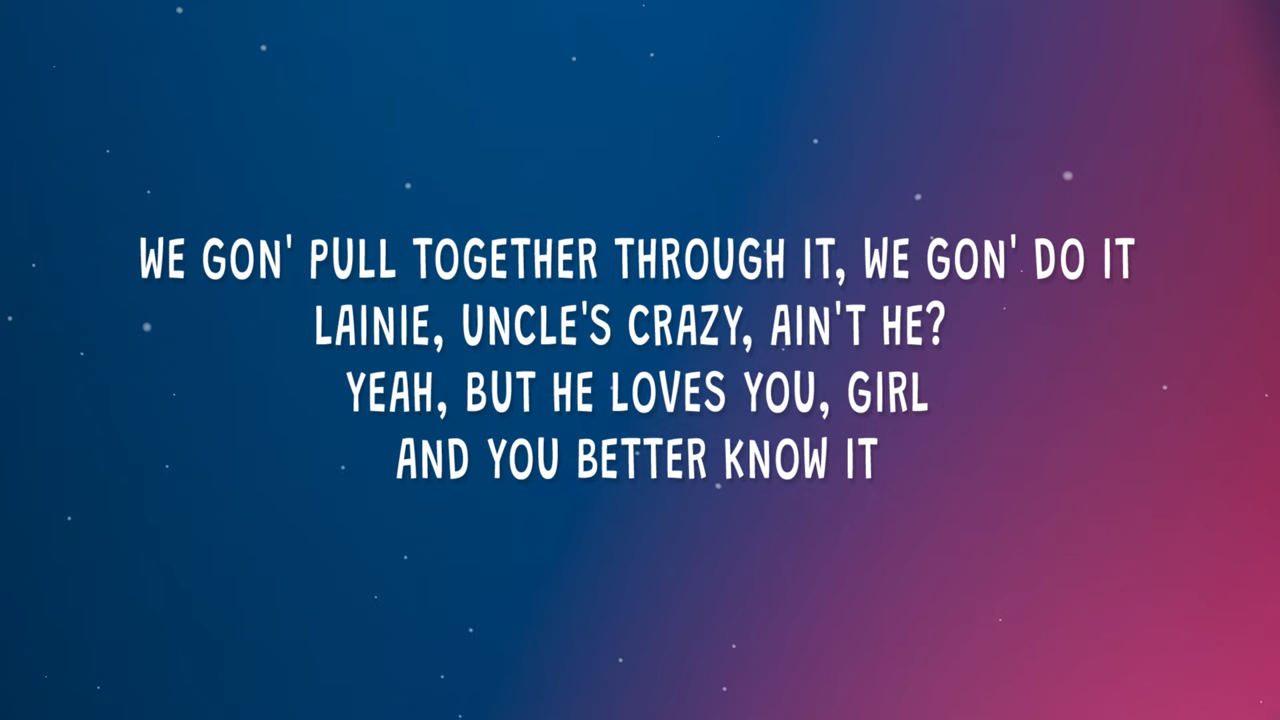 WE GON' PULL TOGETHER THROUGH IT, WE GON' DO IT
LAINIE, UNCLE'S CRAZY, AIN'T HE?
YEAH, BUT HE LOVES YOU, GIRL
AND YOU BETTER KNOW IT